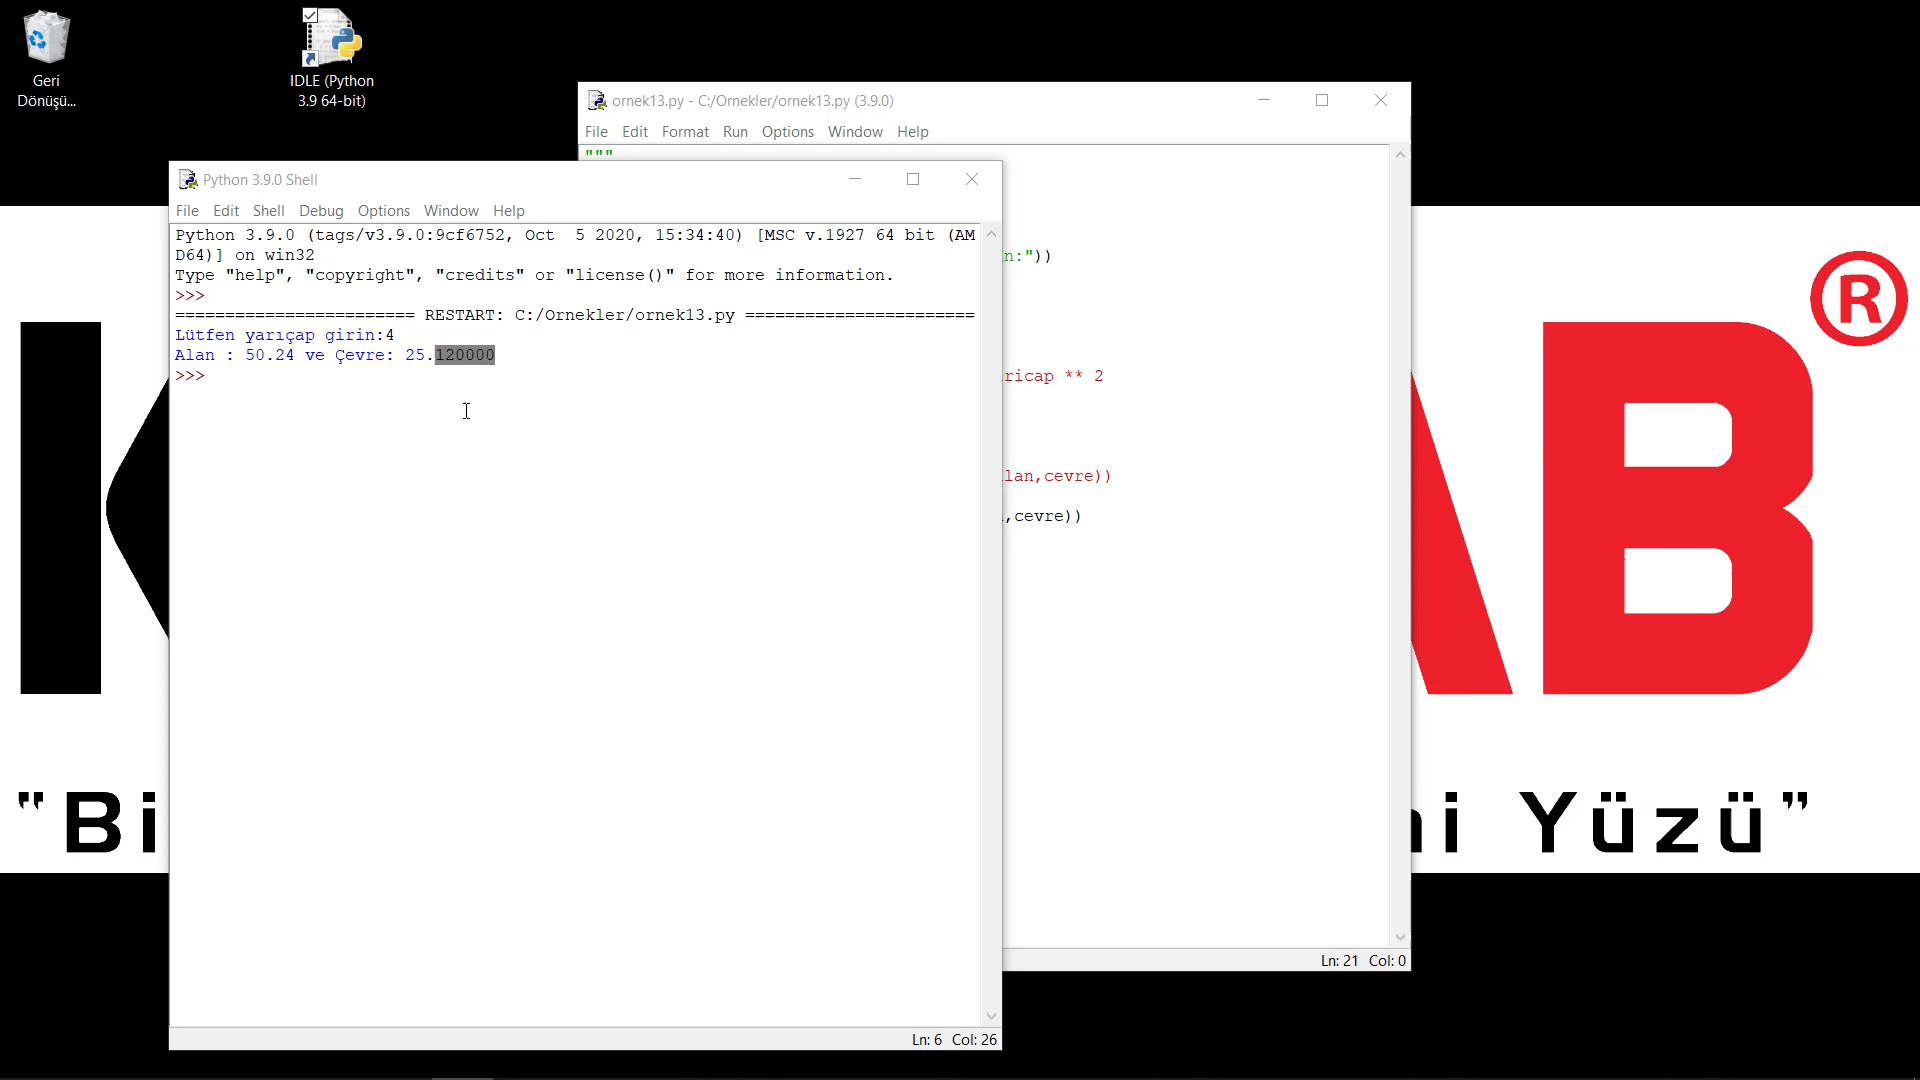 Geri
Dönüşü...
IDLE (Python
3.9 64-bit)
ornek13.py - C:/Ornekler/ornek13.py (3.9.0)
File Edit Format Run Options Window Help
"""
n:"))
ricap ** 2
lan,cevre))
,cevre))
Ln: 21 Col: 0
Python 3.9.0 Shell
File Edit Shell Debug Options Window Help
Python 3.9.0 (tags/v3.9.0:9cf6752, Oct  5 2020, 15:34:40) [MSC v.1927 64 bit (AM
D64)] on win32
Type "help", "copyright", "credits" or "license()" for more information.
>>>
======================== RESTART: C:/Ornekler/ornek13.py =======================
Lütfen yarıçap girin:4
Alan : 50.24 ve Çevre: 25.120000
>>>
Ln: 6 Col: 26
K
B
®
"Bi
i Yüzü"